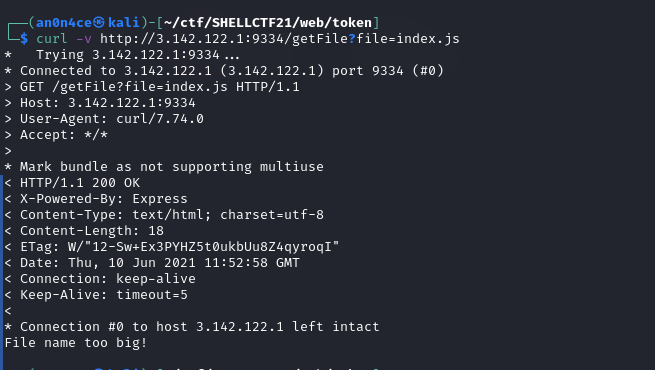 ┌──(an0n4ce㉿kali)-[~/ctf/SHELLCTF21/web/token]
└─$ curl -v http://3.142.122.1:9334/getFile?file=index.js
*   Trying 3.142.122.1:9334...
* Connected to 3.142.122.1 (3.142.122.1) port 9334 (#0)
> GET /getFile?file=index.js HTTP/1.1
> Host: 3.142.122.1:9334
> User-Agent: curl/7.74.0
> Accept: */*
>
* Mark bundle as not supporting multiuse
< HTTP/1.1 200 OK
< X-Powered-By: Express
< Content-Type: text/html; charset=utf-8
< Content-Length: 18
< ETag: W/"12-Sw+Ex3PYHZ5t0ukbUu8Z4qyroqI"
< Date: Thu, 10 Jun 2021 11:52:58 GMT
< Connection: keep-alive
< Keep-Alive: timeout=5
<
* Connection #0 to host 3.142.122.1 left intact
File name too big!